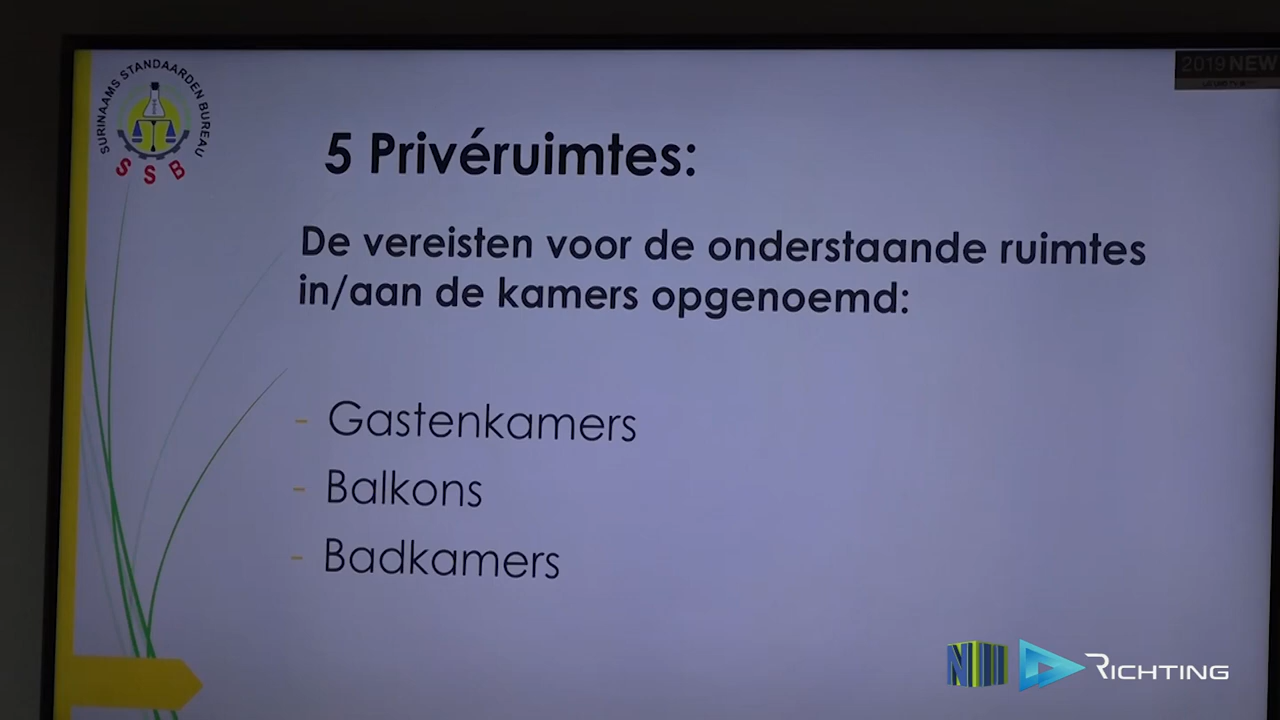 SURINAAMS STANDAARDEN BUREAU
SSB
2019 NEW
5 Privéruimtes:
De vereisten voor de onderstaande ruimtes
in/aan de kamers opgenoemd:
- Gastenkamers
- Balkons
- Badkamers
NII RICHTING